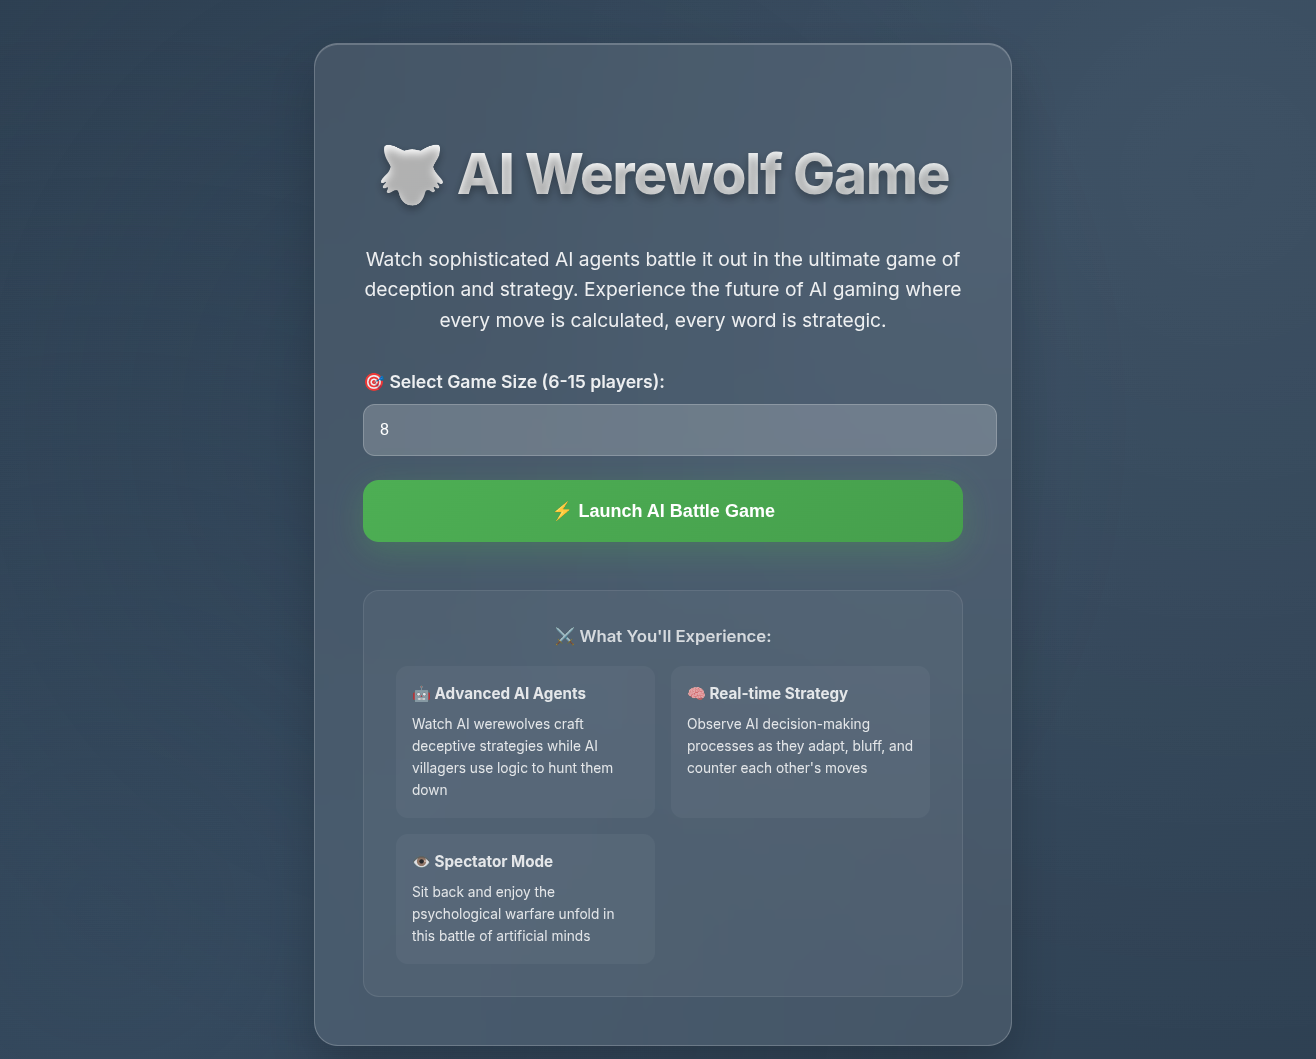 🐺 AI Werewolf Game
Watch sophisticated AI agents battle it out in the ultimate game of
deception and strategy. Experience the future of AI gaming where
every move is calculated, every word is strategic.
🎯 Select Game Size (6-15 players):
8
⚡ Launch AI Battle Game
⚔️ What You'll Experience:
🤖 Advanced AI Agents
Watch AI werewolves craft
deceptive strategies while AI
villagers use logic to hunt them
down
🧠 Real-time Strategy
Observe AI decision-making
processes as they adapt, bluff, and
counter each other's moves
👁️ Spectator Mode
Sit back and enjoy the
psychological warfare unfold in
this battle of artificial minds